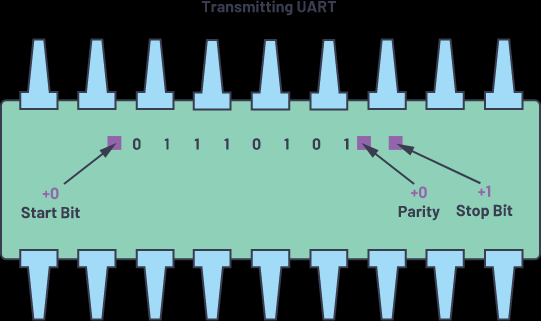 Transmitting UART
0 1 1 1 0 1 0 1
+0
Start Bit
+0
Parity
+1
Stop Bit